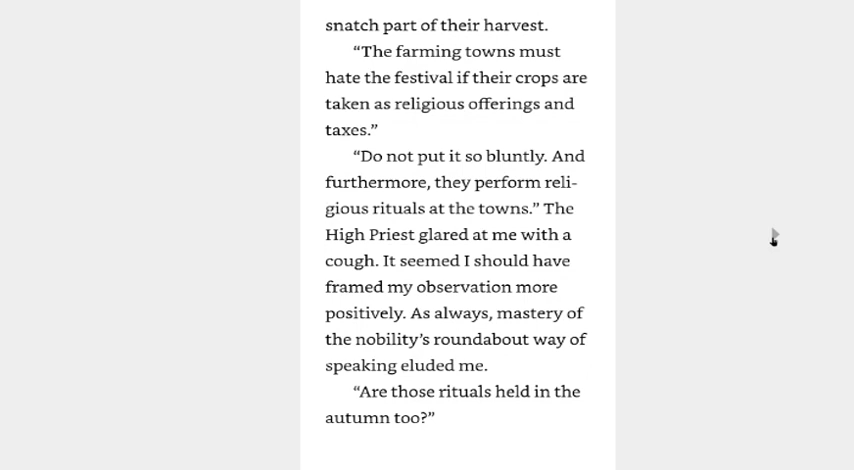 snatch part of their harvest.
“The farming towns must
hate the festival if their crops are
taken as religious offerings and
taxes.”
“Do not put it so bluntly. And
furthermore, they perform reli-
gious rituals at the towns.” The
High Priest glared at me with a
cough. It seemed I should have
framed my observation more
positively. As always, mastery of
the nobility’s roundabout way of
speaking eluded me.
“Are those rituals held in the
autumn too?”